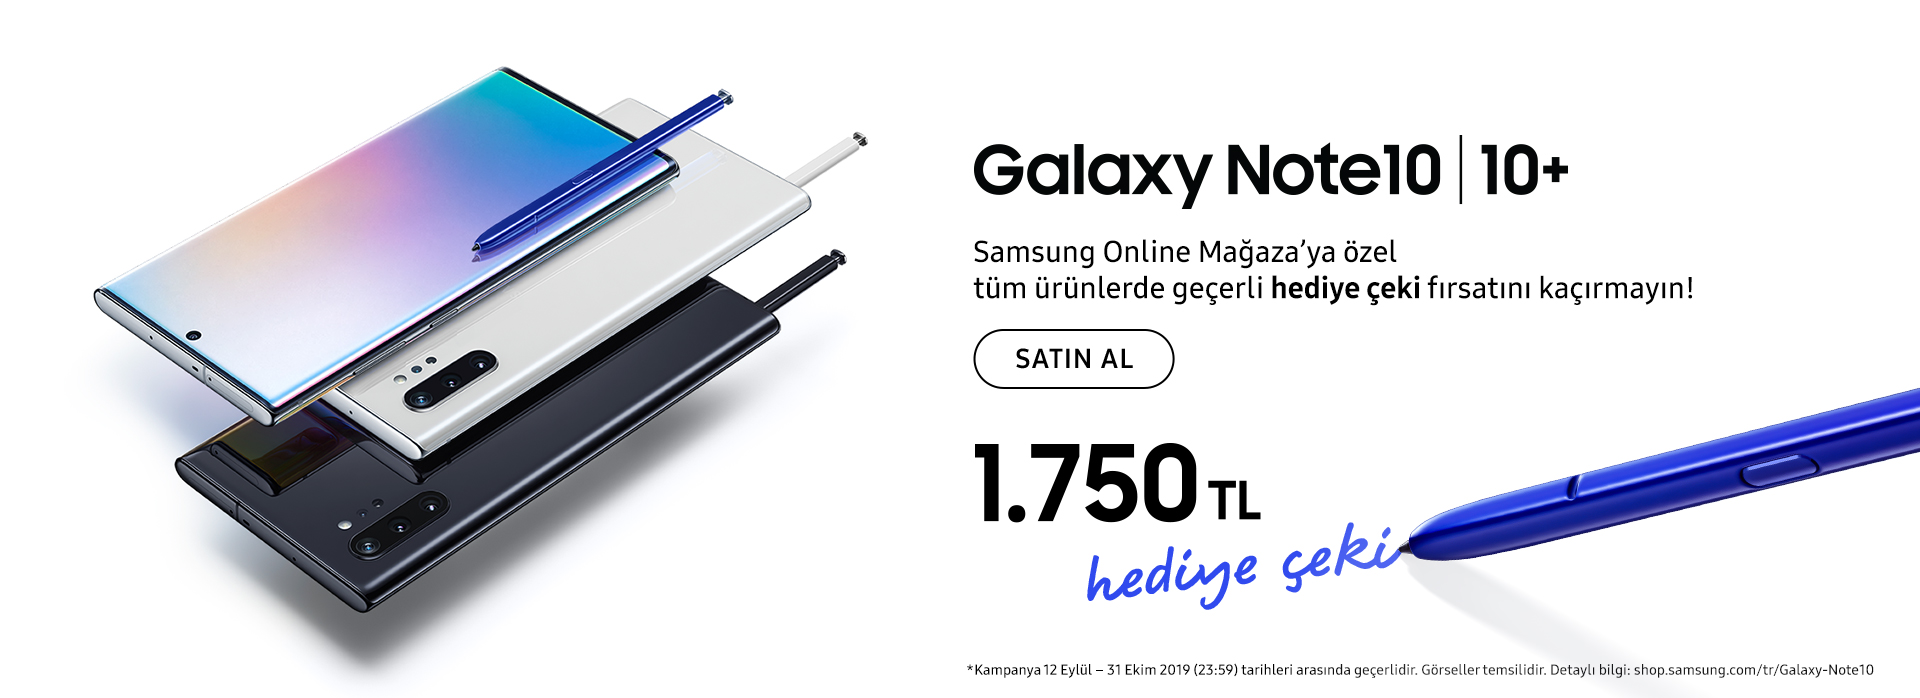 Galaxy Note10 | 10+
Samsung Online Mağaza’ya özel
tüm ürünlerde geçerli hediye çeki fırsatını kaçırmayın!
SATIN AL
1.750 TL
hediye çeki
*Kampanya 12 Eylül – 31 Ekim 2019 (23:59) tarihleri arasında geçerlidir. Görseller temsilidir. Detaylı bilgi: shop.samsung.com/tr/Galaxy-Note10